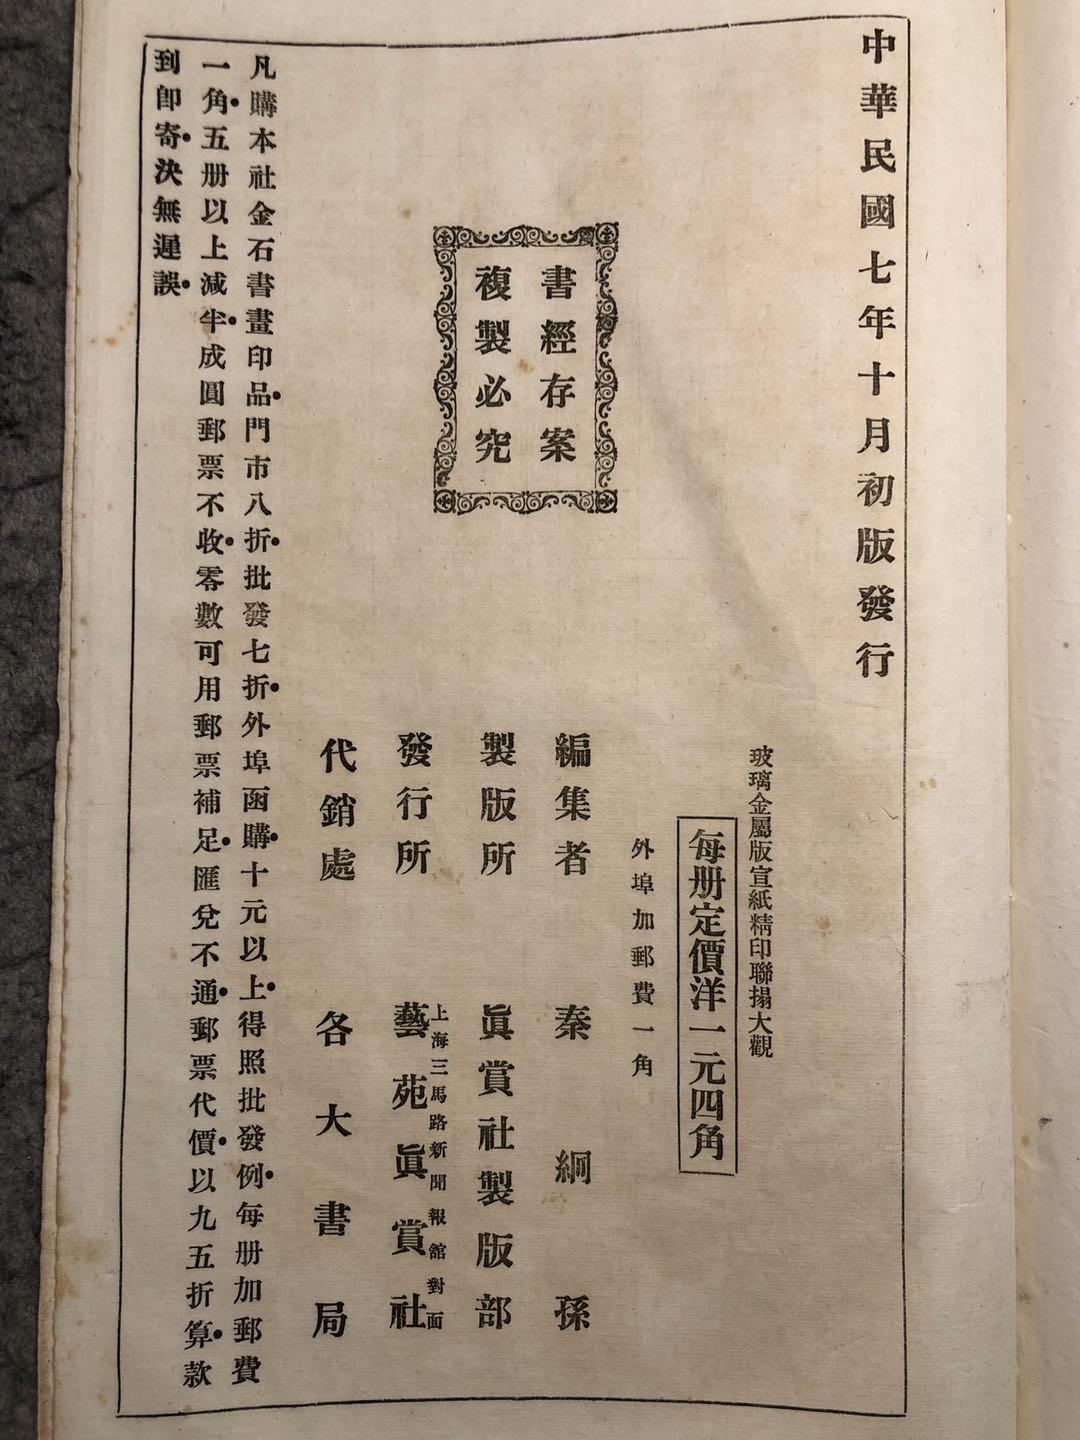 中華民國七年十月初版發行
玻璃金屬版宣紙精印聯搨大觀
每册定價洋一元四角
外埠加郵費一角
編集者 秦絅孫
製版所 眞賞社製版部
發行所 上海三馬路新聞報館對面
藝苑眞賞社
代銷處 各大書局
書經存案
複製必究
凡購本社金石書畫印品•門市八折•批發七折•外埠函購•十元以上•得照批發例•每册加郵費
一角•五册以上減半•成圓郵票不收•零數可用郵票補足•匯兌不通•郵票代價•以九五折算•款
到卽寄•決無遲誤•